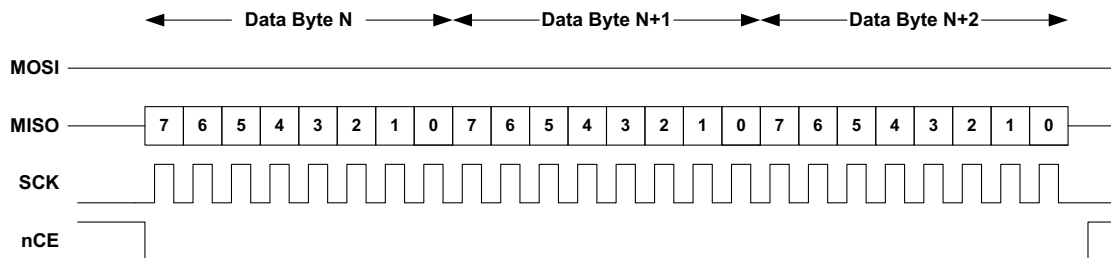 Data Byte N Data Byte N+1 Data Byte N+2
MOSI
MISO 7 6 5 4 3 2 1 0 7 6 5 4 3 2 1 0 7 6 5 4 3 2 1 0
SCK
nCE